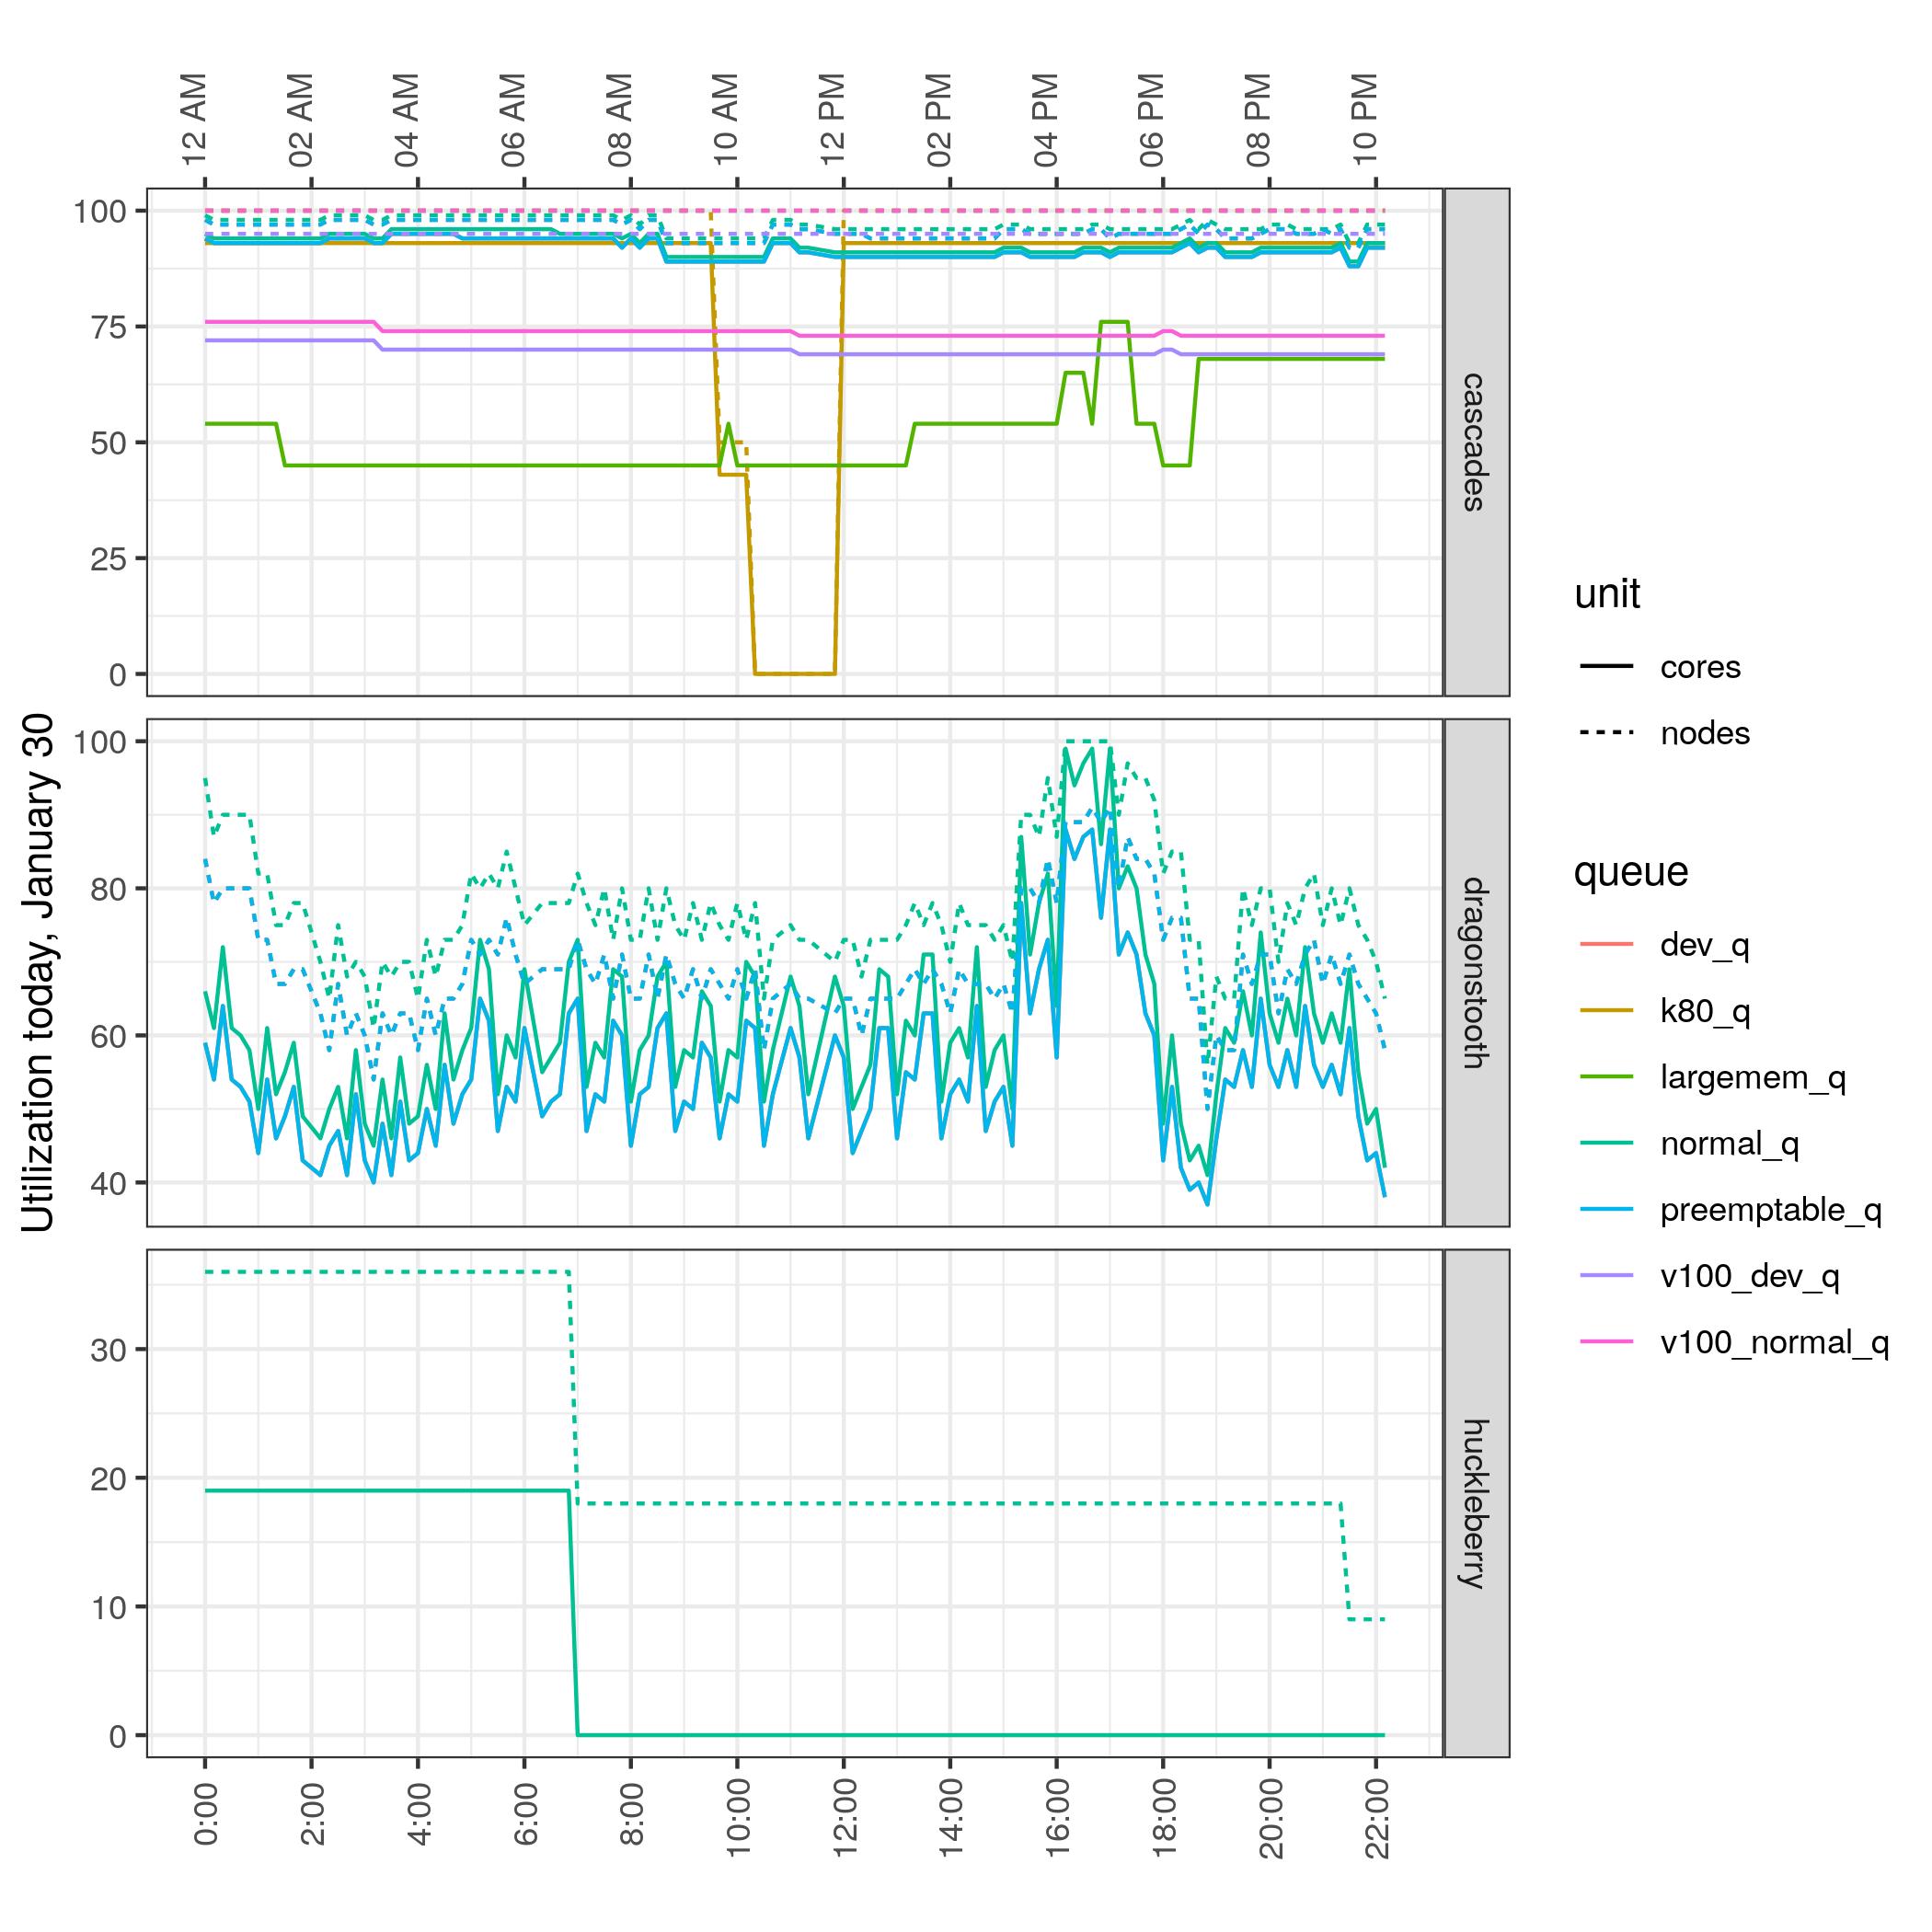 12 AM
02 AM
04 AM
06 AM
08 AM
10 AM
12 PM
02 PM
04 PM
06 PM
08 PM
10 PM
Utilization today, January 30
100
75
50
25
0
cascades
100
80
60
40
dragonstooth
30
20
10
0
huckleberry
0:00
2:00
4:00
6:00
8:00
10:00
12:00
14:00
16:00
18:00
20:00
22:00
unit
cores
nodes
queue
dev_q
k80_q
largemem_q
normal_q
preemptable_q
v100_dev_q
v100_normal_q